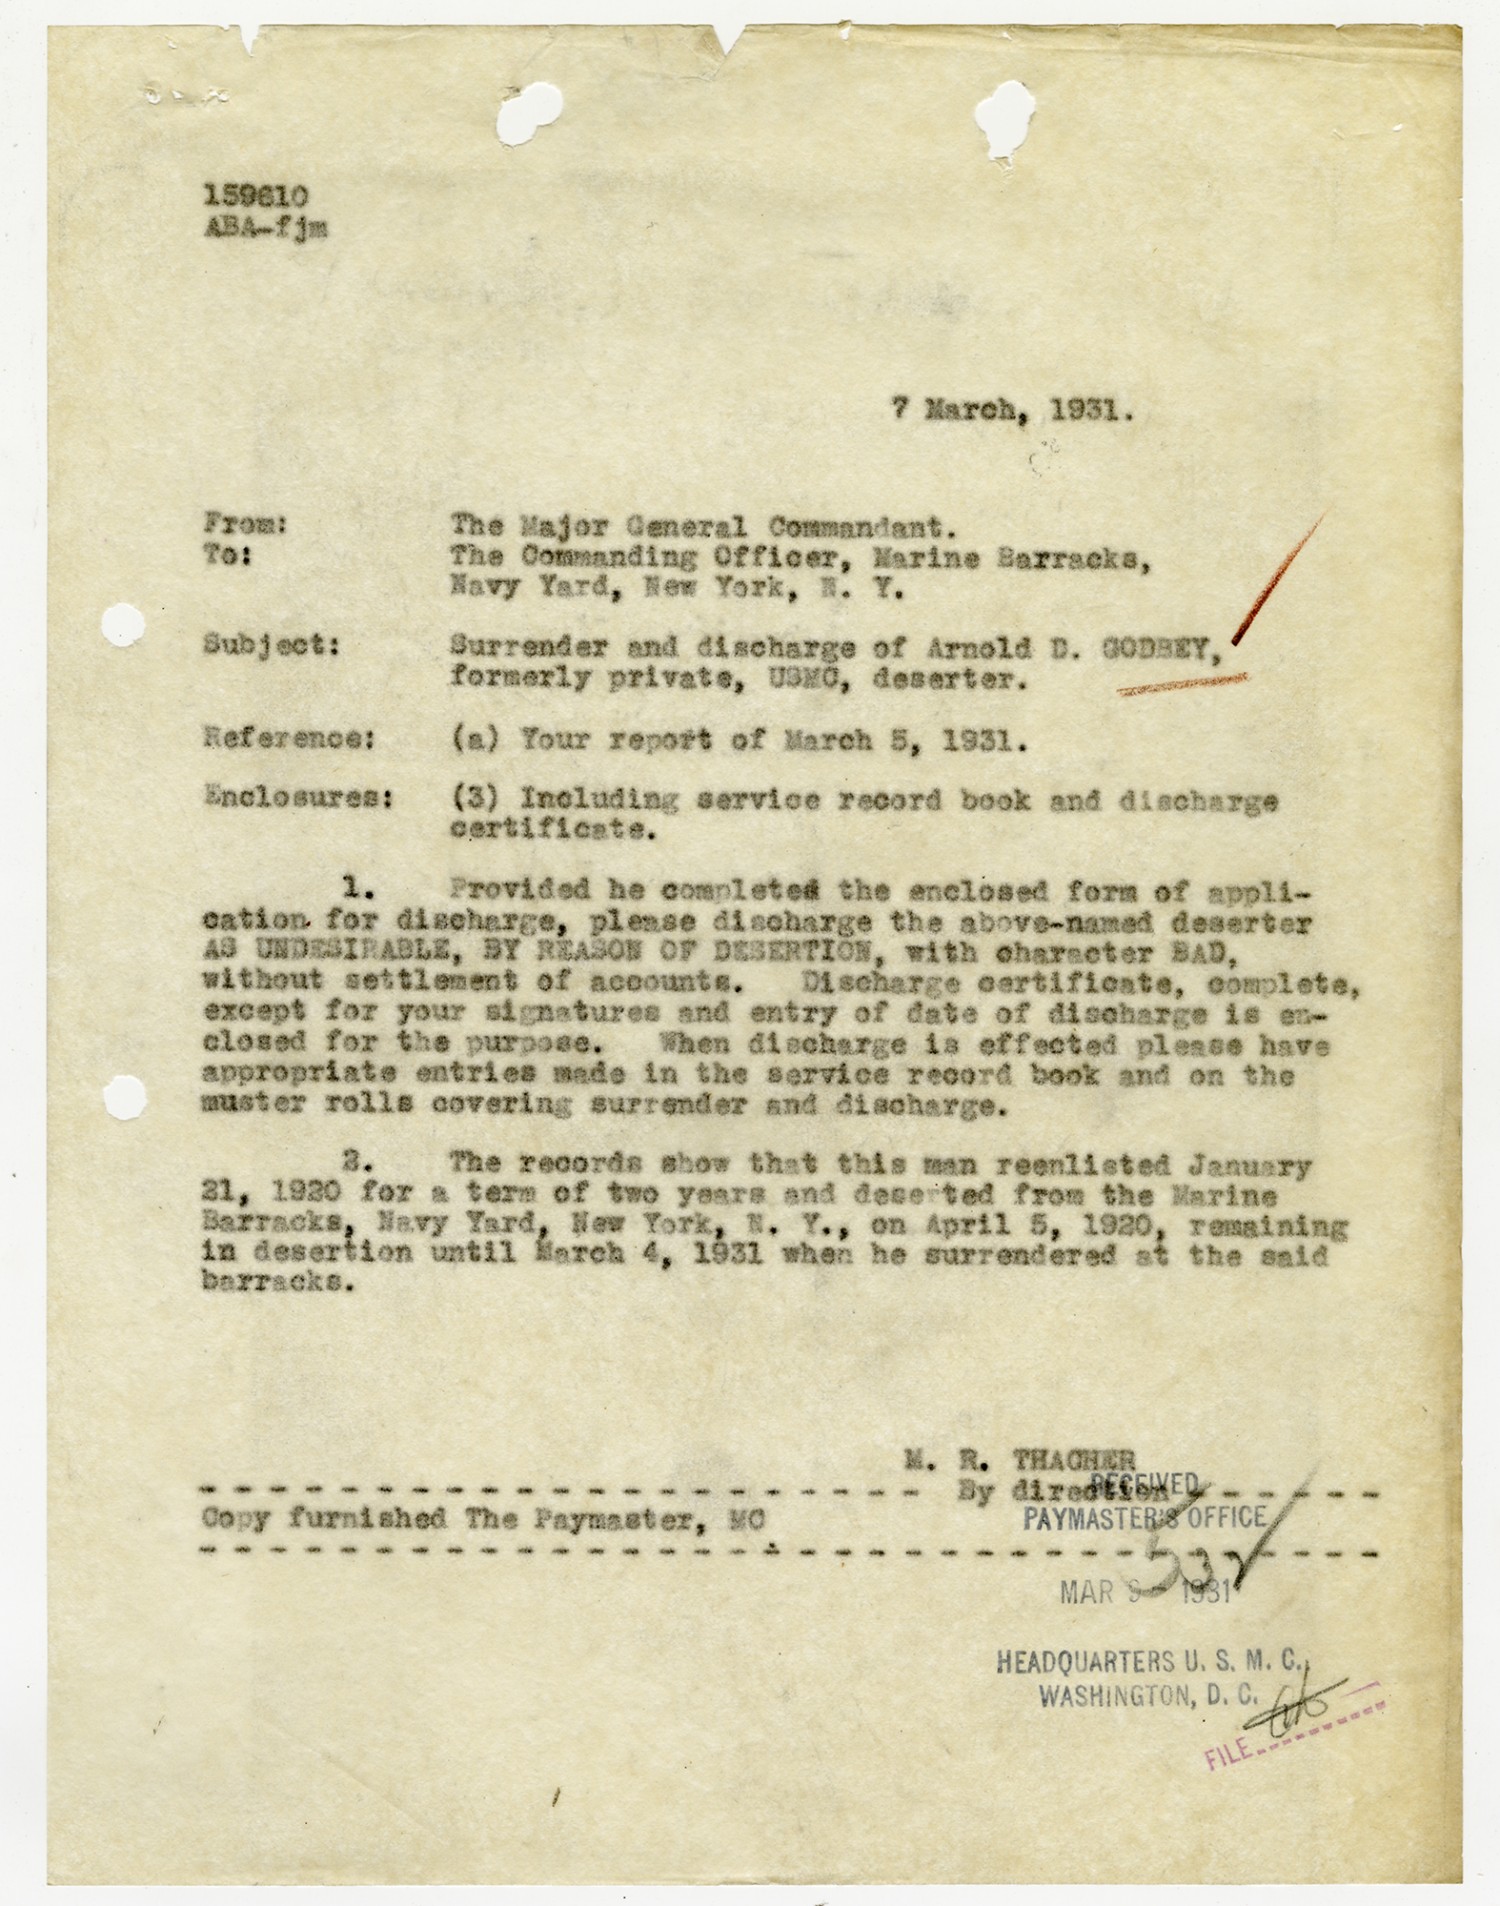 159610
ABA-fjm
7 March, 1931.
From: The Major General Commandant.
To: The Commanding Officer, Marine Barracks,
Navy Yard, New York, N. Y.
Subject: Surrender and discharge of Arnold D. GODBEY,
formerly private, USMC, deserter.
Reference: (a) Your report of March 5, 1931.
Enclosures: (3) Including service record book and discharge
certificate.
1. Provided he completed the enclosed form of appli-
cation for discharge, please discharge the above-named deserter
AS UNDESIRABLE, BY REASON OF DESERTION, with character BAD,
without settlement of accounts. Discharge certificate, complete,
except for your signatures and entry of date of discharge is en-
closed for the purpose. When discharge is effected please have
appropriate entries made in the service record book and on the
muster rolls covering surrender and discharge.
2. The records show that this man reenlisted January
21, 1920 for a term of two years and deserted from the Marine
Barracks, Navy Yard, New York, N. Y., on April 5, 1920, remaining
in desertion until March 4, 1931 when he surrendered at the said
barracks.
M. R. THACHER
By direction
RECEIVED
Copy furnished The Paymaster, MC
PAYMASTER'S OFFICE
MAR 9 - 1931
HEADQUARTERS U. S. M. C.,
WASHINGTON, D. C.
FILE